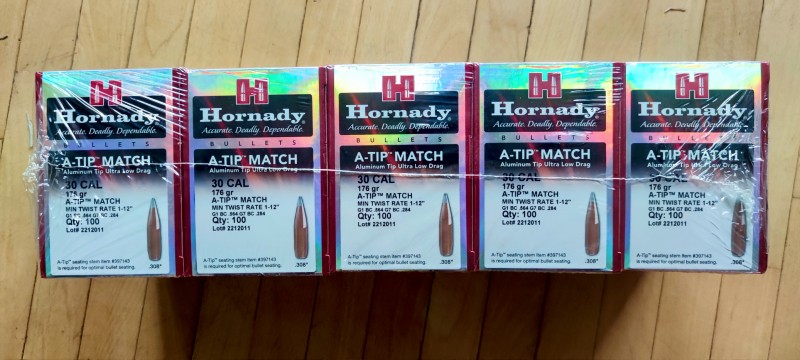 H
Hornady
Accurate. Deadly. Dependable.
BULLETS
A-TIP™ MATCH
Aluminum Tip Ultra Low Drag
30 CAL
176 gr
A-TIP™ MATCH
MIN TWIST RATE 1-12"
G1 BC .564 G7 BC .284
Qty: 100
Lot# 2212011
A-Tip™ seating stem item #397143
is required for optimal bullet seating.
.308"
H
Hornady
Accurate. Deadly. Dependable.
BULLETS
A-TIP™ MATCH
Aluminum Tip Ultra Low Drag
30 CAL
176 gr
A-TIP™ MATCH
MIN TWIST RATE 1-12"
G1 BC .564 G7 BC .284
Qty: 100
Lot# 2212011
A-Tip™ seating stem item #397143
is required for optimal bullet seating.
.308"
H
Hornady®
Accurate. Deadly. Dependable.
BULLETS
A-TIP™ MATCH
Aluminum Tip Ultra Low Drag
30 CAL
176 gr
A-TIP™ MATCH
MIN TWIST RATE 1-12"
G1 BC .564 G7 BC .284
Qty: 100
Lot# 2212011
A-Tip™ seating stem item #397143
is required for optimal bullet seating.
.308"
H
Hornady
Accurate. Deadly. Dependable.
BULLETS
A-TIP™ MATCH
Aluminum Tip Ultra Low Drag
30 CAL
176 gr
A-TIP™ MATCH
MIN TWIST RATE 1-12"
G1 BC .564 G7 BC .284
Qty: 100
Lot# 2212011
A-Tip™ seating stem item #397143
is required for optimal bullet seating.
.308"
H
Hornady
Accurate. Deadly. Dependable.
BULLETS
A-TIP™ MATCH
Aluminum Tip Ultra Low Drag
30 CAL
176 gr
A-TIP™ MATCH
MIN TWIST RATE 1-12"
G1 BC .564 G7 BC .284
Qty: 100
Lot# 2212011
A-Tip™ seating stem item #397143
is required for optimal bullet seating.
.308"